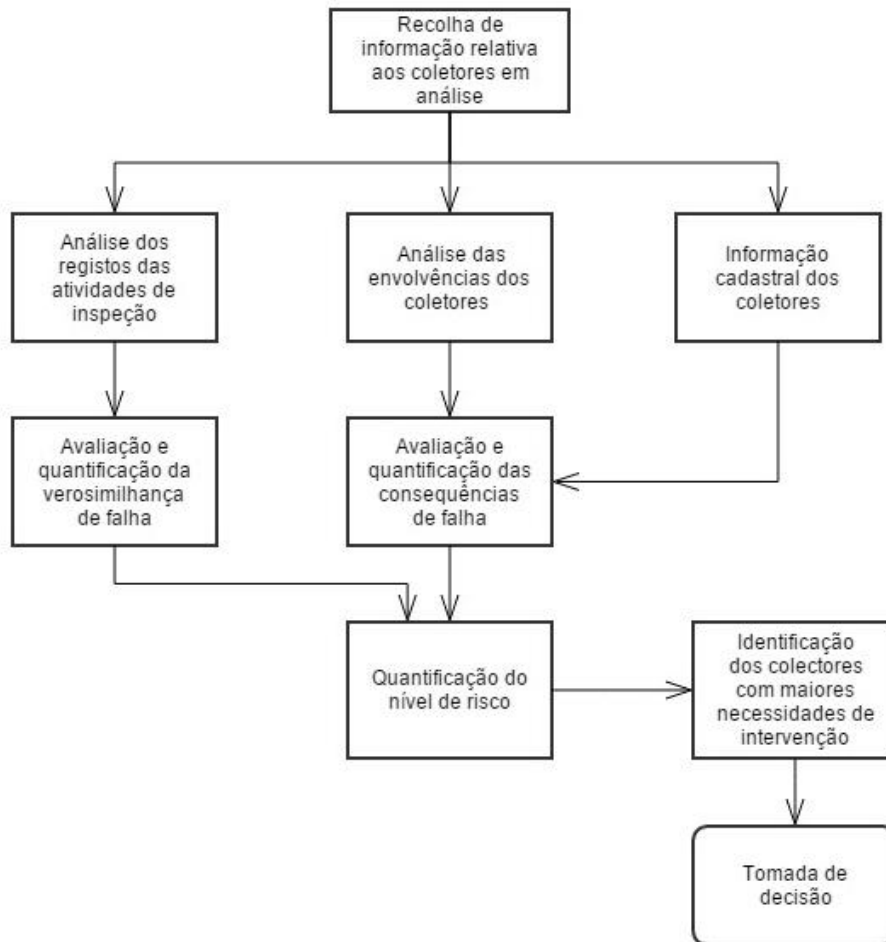 Recolha de
informação relativa
aos coletores em
análise
Análise dos
registos das
atividades de
inspeção
Análise das
envolvências dos
coletores
Informação
cadastral dos
coletores
Avaliação e
quantificação da
verosimilhança
de falha
Avaliação e
quantificação das
consequências
de falha
Quantificação do
nível de risco
Identificação
dos colectores
com maiores
necessidades de
intervenção
Tomada de
decisão